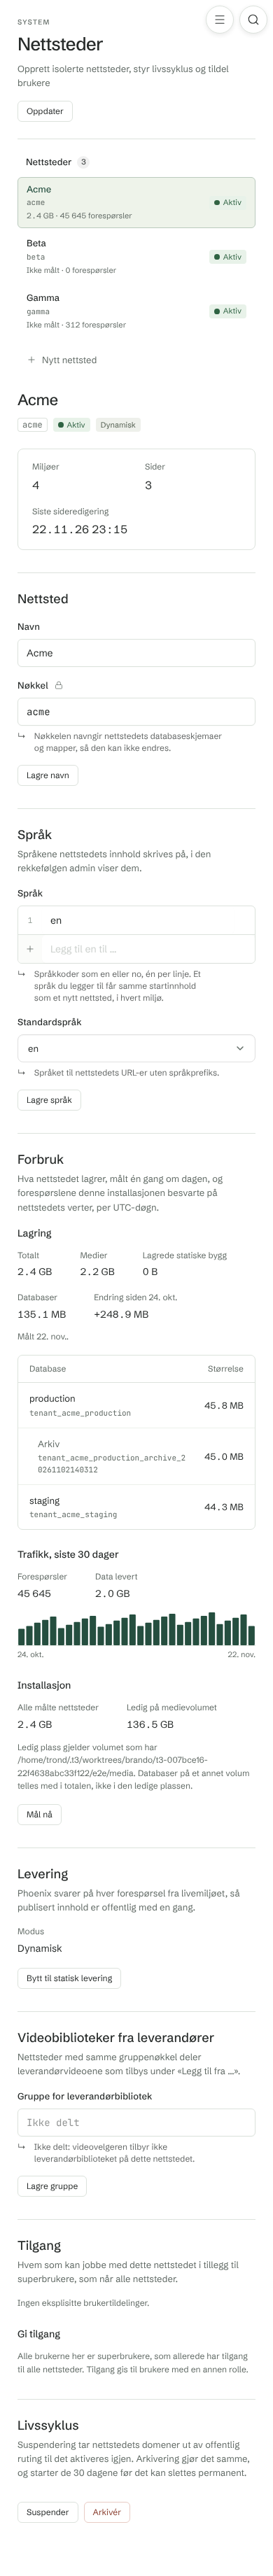 SYSTEM
Nettsteder
Opprett isolerte nettsteder, styr livssyklus og tildel
brukere
Oppdater
Nettsteder 3
Acme
acme
2.4 GB · 45 645 forespørsler
Aktiv
Beta
beta
Ikke målt · 0 forespørsler
Aktiv
Gamma
gamma
Ikke målt · 312 forespørsler
Aktiv
+ Nytt nettsted
Acme
acme Aktiv Dynamisk
Miljøer Sider
4 3
Siste sideredigering
22.11.26 23:15
Nettsted
Navn
Acme
Nøkkel
acme
Nøkkelen navngir nettstedets databaseskjemaer
og mapper, så den kan ikke endres.
Lagre navn
Språk
Språkene nettstedets innhold skrives på, i den
rekkefølgen admin viser dem.
Språk
1 en
+ Legg til en til ...
Språkkoder som en eller no, én per linje. Et
språk du legger til får samme startinnhold
som et nytt nettsted, i hvert miljø.
Standardspråk
en
Språket til nettstedets URL-er uten språkprefiks.
Lagre språk
Forbruk
Hva nettstedet lagrer, målt én gang om dagen, og
forespørslene denne installasjonen besvarte på
nettstedets verter, per UTC-døgn.
Lagring
Totalt Medier Lagrede statiske bygg
2.4 GB 2.2 GB 0 B
Databaser Endring siden 24. okt.
135.1 MB +248.9 MB
Målt 22. nov..
Database Størrelse
production
tenant_acme_production
45.8 MB
Arkiv
tenant_acme_production_archive_2
0261102140312
45.0 MB
staging
tenant_acme_staging
44.3 MB
Trafikk, siste 30 dager
Forespørsler Data levert
45 645 2.0 GB
24. okt. 22. nov.
Installasjon
Alle målte nettsteder Ledig på medievolumet
2.4 GB 136.5 GB
Ledig plass gjelder volumet som har
/home/trond/.t3/worktrees/brando/t3-007bce16-
22f4638abc33f122/e2e/media. Databaser på et annet volum
telles med i totalen, ikke i den ledige plassen.
Mål nå
Levering
Phoenix svarer på hver forespørsel fra livemiljøet, så
publisert innhold er offentlig med en gang.
Modus
Dynamisk
Bytt til statisk levering
Videobiblioteker fra leverandører
Nettsteder med samme gruppenøkkel deler
leverandørvideoene som tilbys under «Legg til fra ...».
Gruppe for leverandørbibliotek
Ikke delt
Ikke delt: videovelgeren tilbyr ikke
leverandørbiblioteket på dette nettstedet.
Lagre gruppe
Tilgang
Hvem som kan jobbe med dette nettstedet i tillegg til
superbrukere, som når alle nettsteder.
Ingen eksplisitte brukertildelinger.
Gi tilgang
Alle brukerne her er superbrukere, som allerede har tilgang
til alle nettsteder. Tilgang gis til brukere med en annen rolle.
Livssyklus
Suspendering tar nettstedets domener ut av offentlig
ruting til det aktiveres igjen. Arkivering gjør det samme,
og starter de 30 dagene før det kan slettes permanent.
Suspender Arkivér